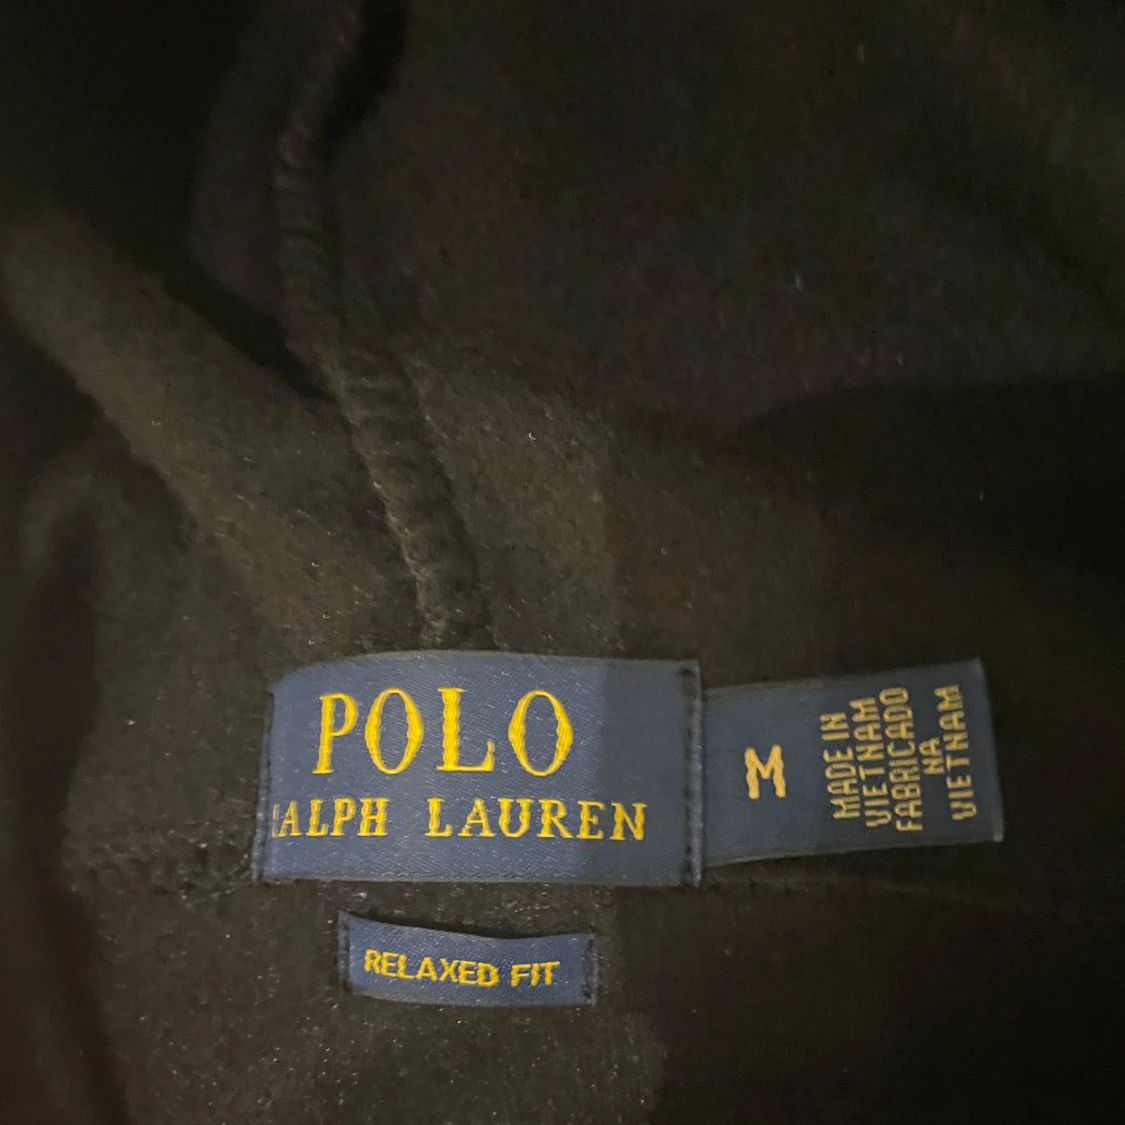 POLO
RALPH LAUREN
M
MADE IN
VIETNAM
FABRICADO
NA
VIETNAM
RELAXED FIT